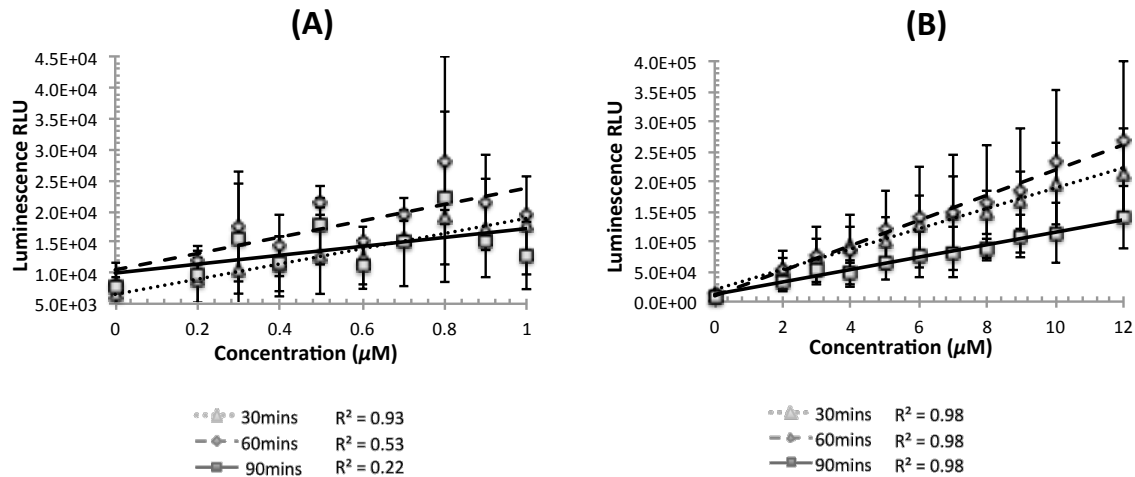 (A)
Luminescence RLU
4.5E+04
4.0E+04
3.5E+04
3.0E+04
2.5E+04
2.0E+04
1.5E+04
1.0E+04
5.0E+03
0 0.2 0.4 0.6 0.8 1
Concentration (µM)
30mins R² = 0.93
60mins R² = 0.53
90mins R² = 0.22
(B)
Luminescence RLU
4.0E+05
3.5E+05
3.0E+05
2.5E+05
2.0E+05
1.5E+05
1.0E+05
5.0E+04
0.0E+00
0 2 4 6 8 10 12
Concentration (µM)
30mins R² = 0.98
60mins R² = 0.98
90mins R² = 0.98